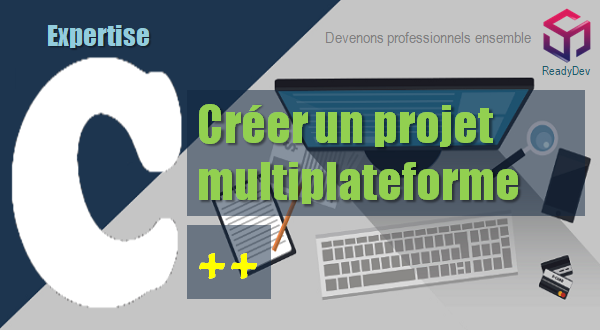 Expertise
Devenons professionnels ensemble
ReadyDev
C
Créer un projet
multiplateforme
++